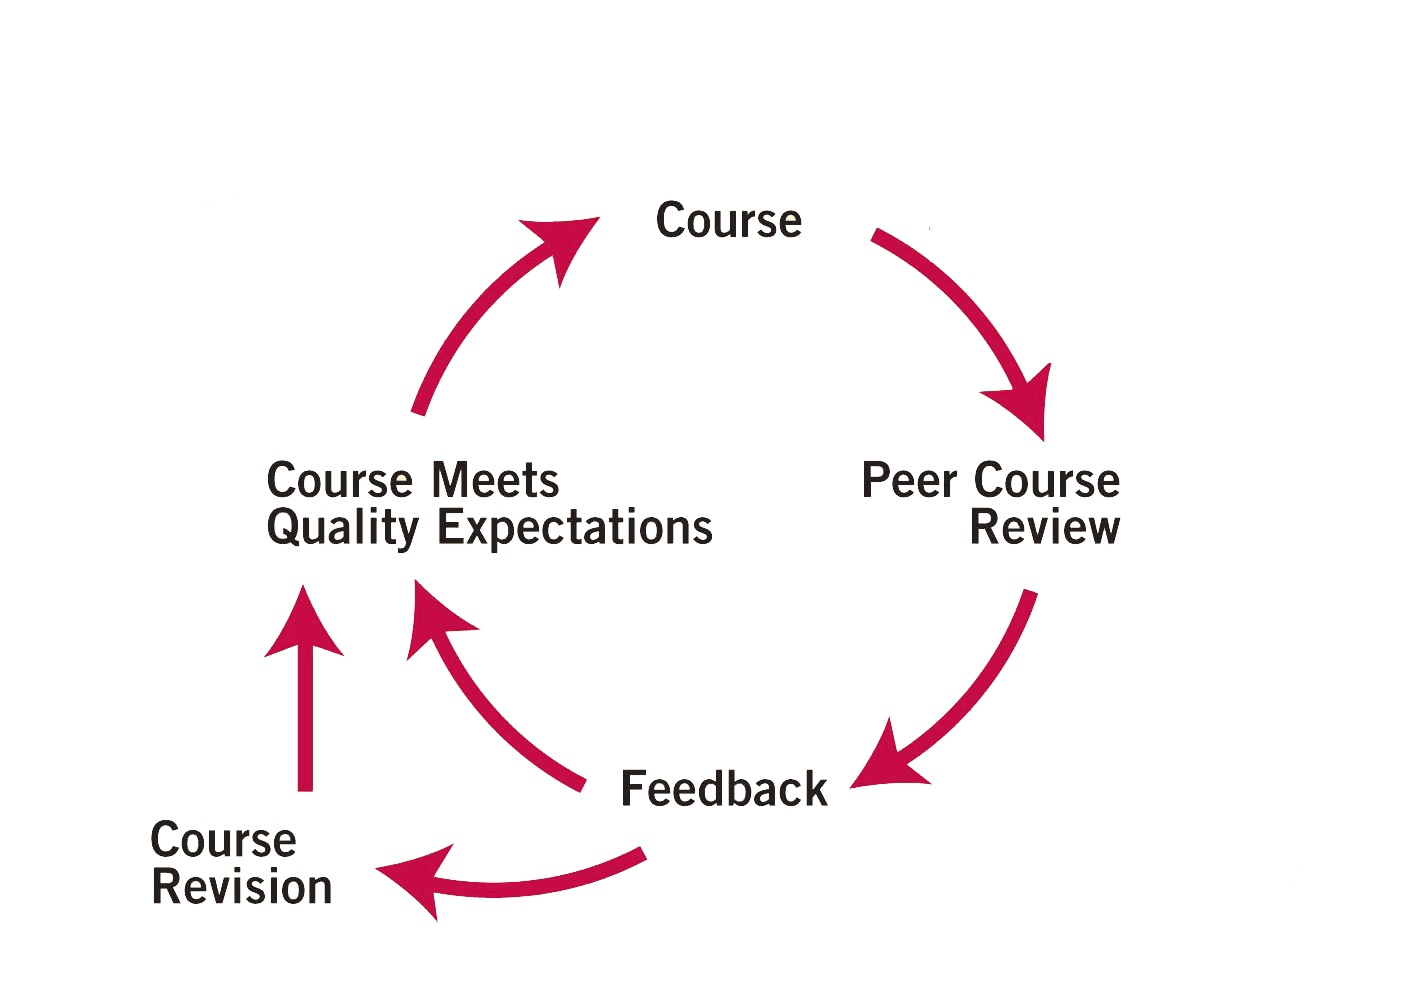 Course
Course Meets
Quality Expectations
Peer Course
Review
Feedback
Course
Revision